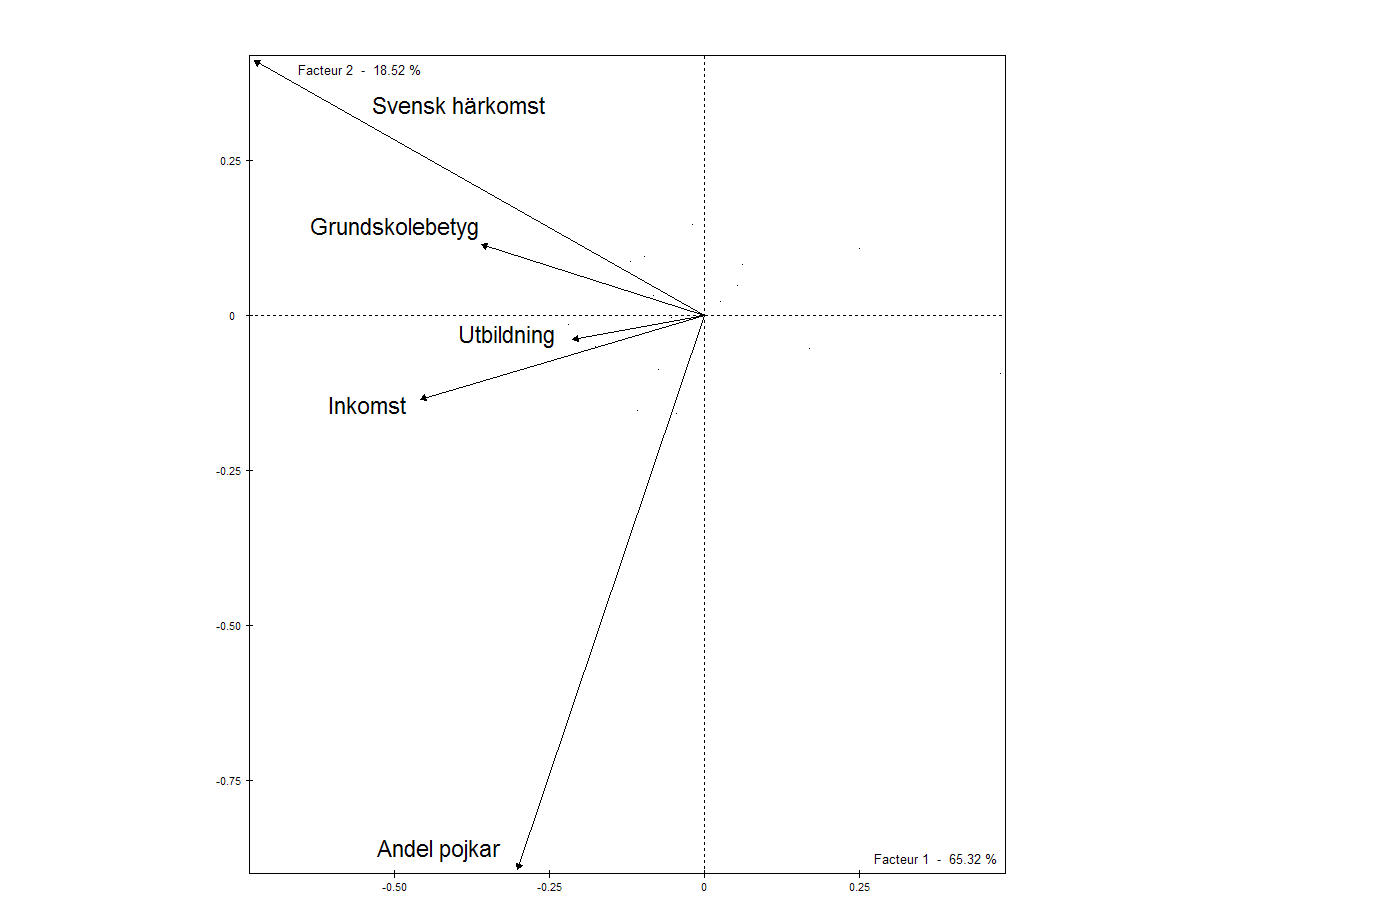 Facteur 2 - 18.52 %
Svensk härkomst
0.25
Grundskolebetyg
0
Utbildning
Inkomst
-0.25
-0.50
-0.75
Andel pojkar
Facteur 1 - 65.32 %
-0.50 -0.25 0 0.25